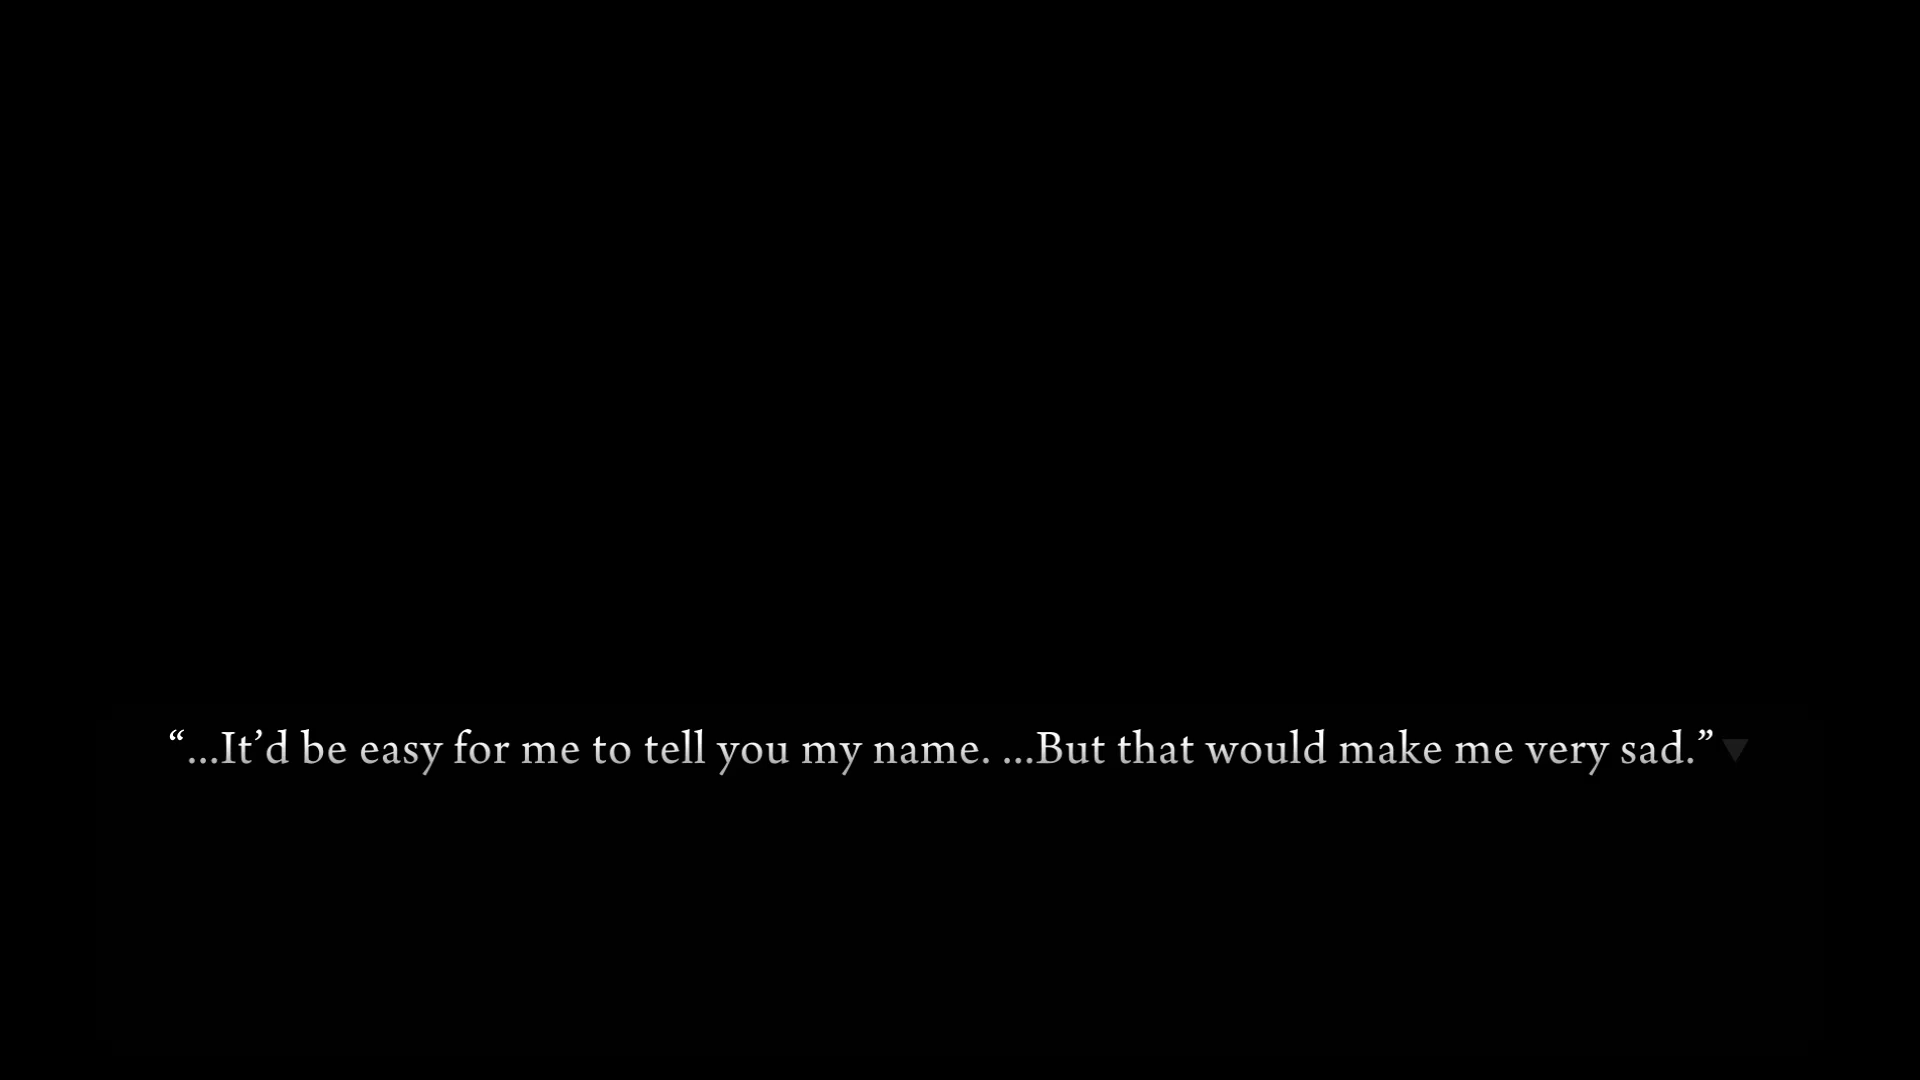 “...It’d be easy for me to tell you my name. ...But that would make me very sad.”